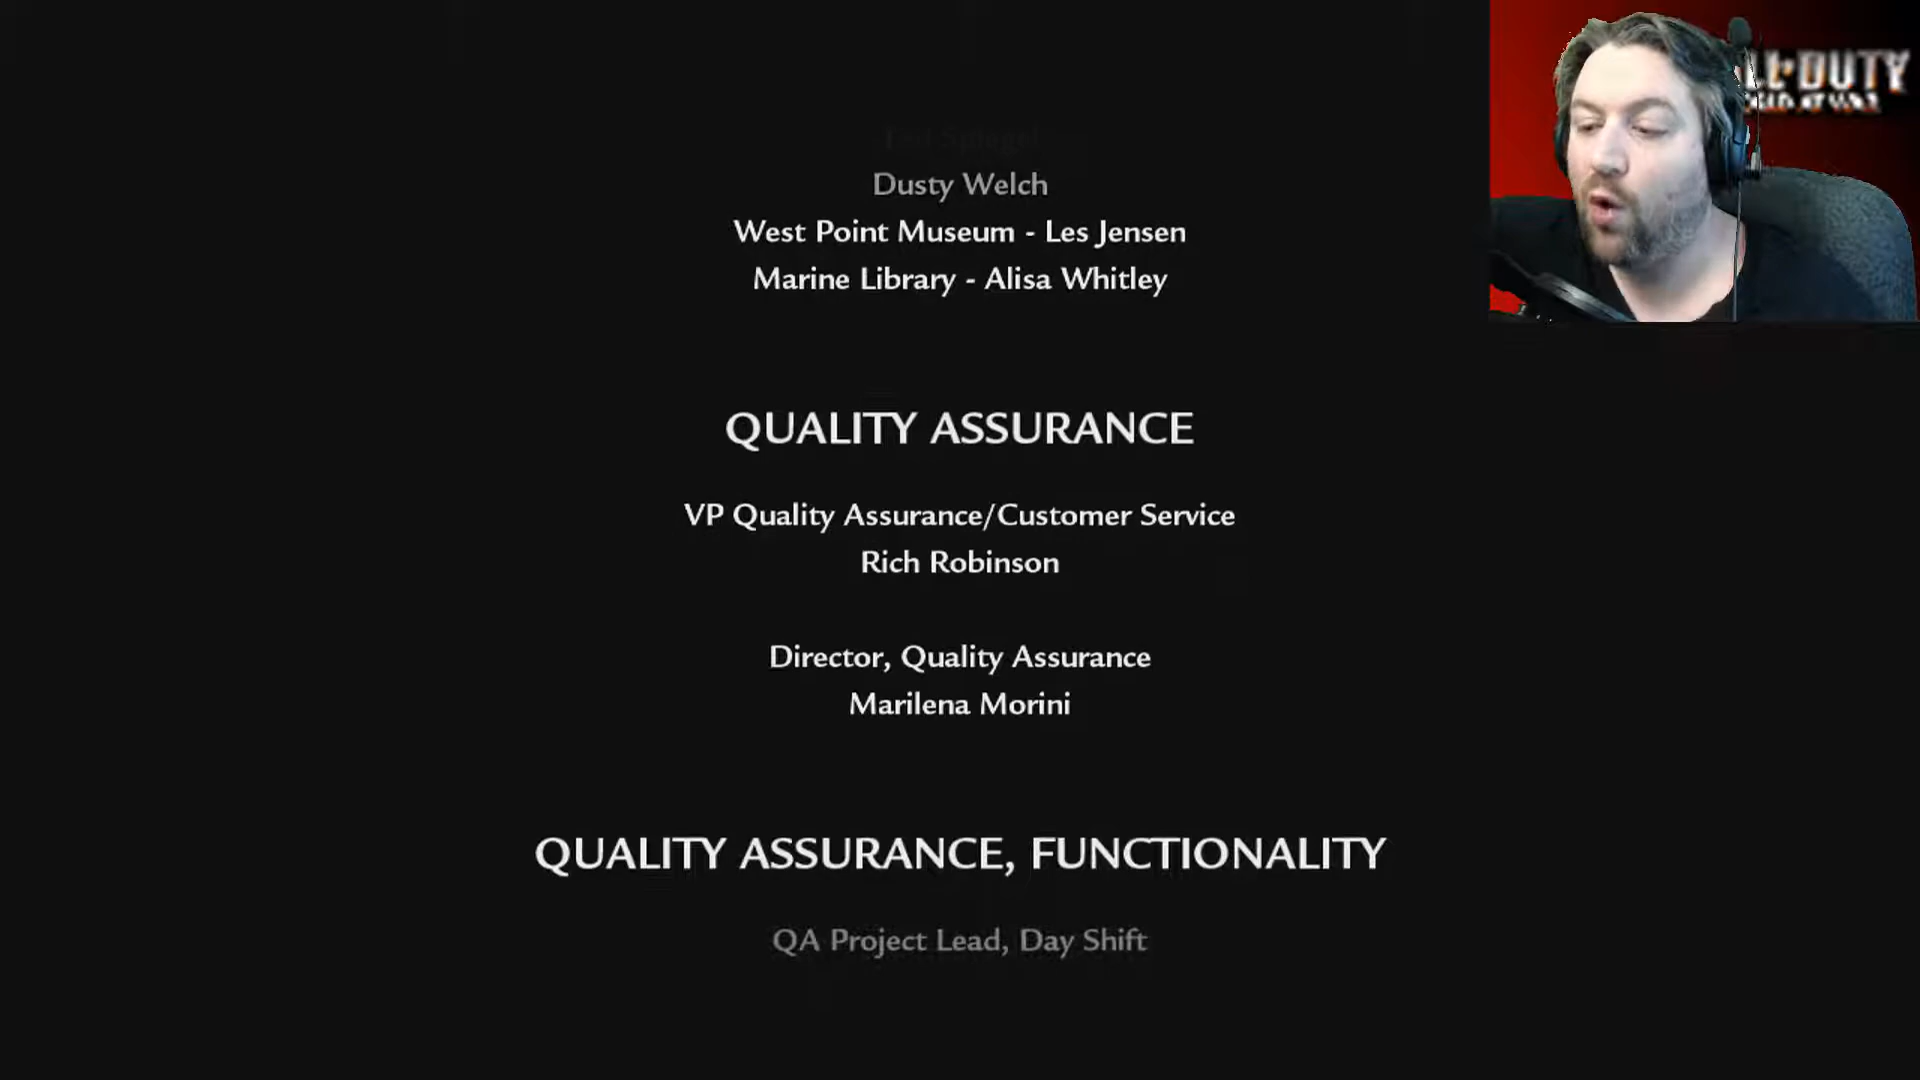 Dusty Welch
West Point Museum - Les Jensen
Marine Library - Alisa Whitley
QUALITY ASSURANCE
VP Quality Assurance/Customer Service
Rich Robinson
Director, Quality Assurance
Marilena Morini
QUALITY ASSURANCE, FUNCTIONALITY
QA Project Lead, Day Shift
DUTY